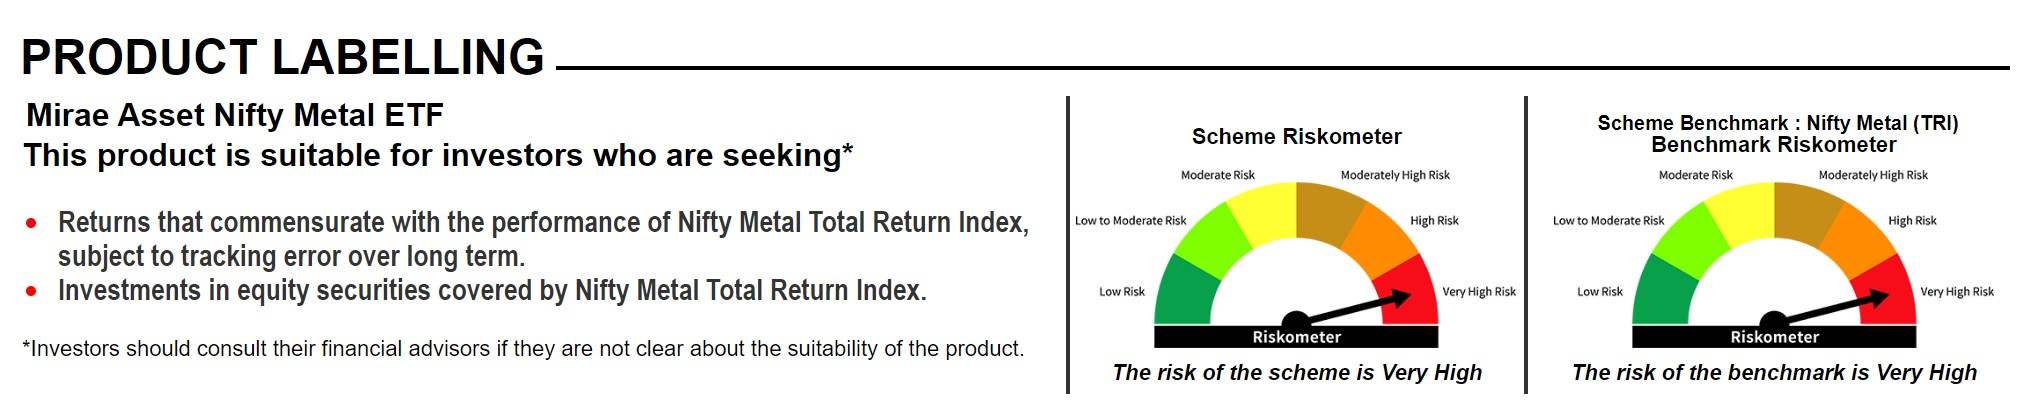 PRODUCT LABELLING
Mirae Asset Nifty Metal ETF
This product is suitable for investors who are seeking*
• Returns that commensurate with the performance of Nifty Metal Total Return Index,
subject to tracking error over long term.
• Investments in equity securities covered by Nifty Metal Total Return Index.
*Investors should consult their financial advisors if they are not clear about the suitability of the product.
Scheme Riskometer
Moderate Risk
Moderately High Risk
Low to Moderate Risk
High Risk
Low Risk
Very High Risk
Riskometer
The risk of the scheme is Very High
Scheme Benchmark : Nifty Metal (TRI)
Benchmark Riskometer
Moderate Risk
Moderately High Risk
Low to Moderate Risk
High Risk
Low Risk
Very High Risk
Riskometer
The risk of the benchmark is Very High